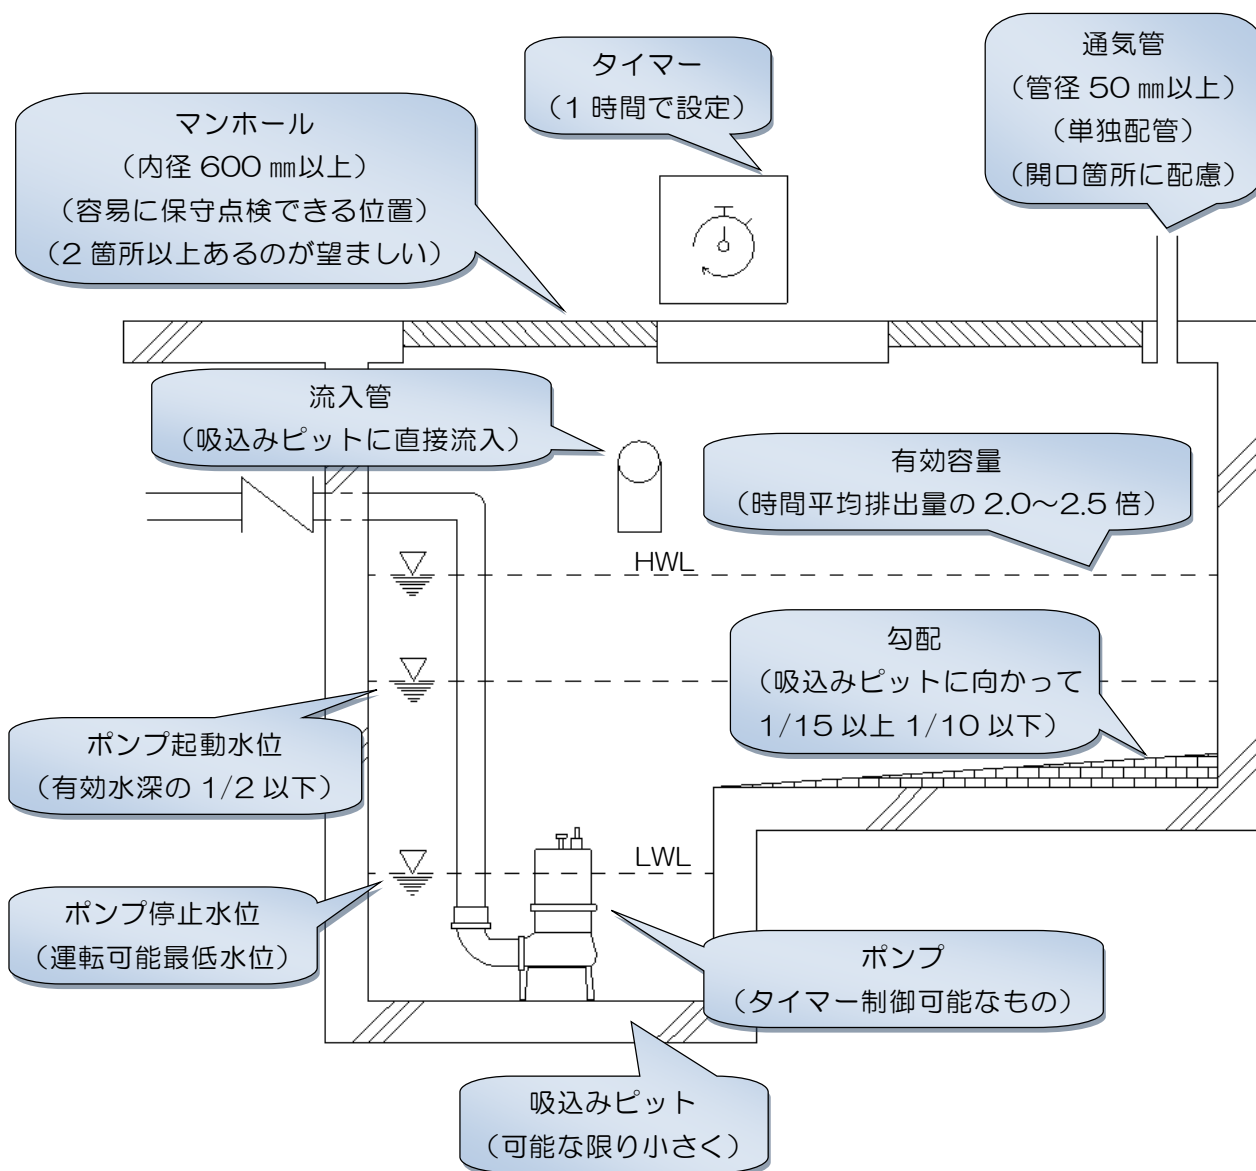 タイマー
（1 時間で設定）
通気管
（管径 50 ㎜以上）
（単独配管）
（開口箇所に配慮）
マンホール
（内径 600 ㎜以上）
（容易に保守点検できる位置）
（2 箇所以上あるのが望ましい）
流入管
（吸込みピットに直接流入）
有効容量
（時間平均排出量の 2.0～2.5 倍）
HWL
勾配
（吸込みピットに向かって
1/15 以上 1/10 以下）
ポンプ起動水位
（有効水深の 1/2 以下）
LWL
ポンプ停止水位
（運転可能最低水位）
ポンプ
（タイマー制御可能なもの）
吸込みピット
（可能な限り小さく）